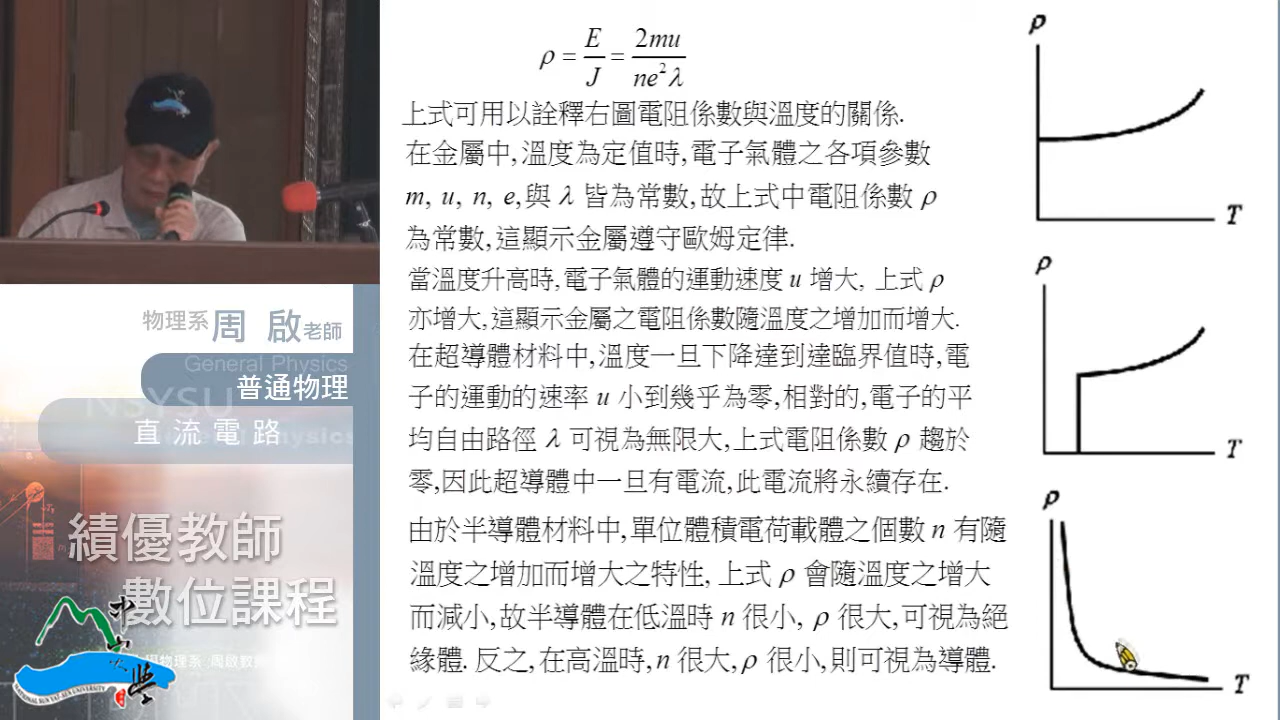 ρ = E/J = 2mu/ne²λ
上式可用以詮釋右圖電阻係數與溫度的關係.
在金屬中,溫度為定值時,電子氣體之各項參數
m, u, n, e,與 λ 皆為常數,故上式中電阻係數 ρ
為常數,這顯示金屬遵守歐姆定律.
當溫度升高時,電子氣體的運動速度 u 增大, 上式 ρ
亦增大,這顯示金屬之電阻係數隨溫度之增加而增大.
在超導體材料中,溫度一旦下降達到達臨界值時,電
子的運動的速率 u 小到幾乎為零,相對的,電子的平
均自由路徑 λ 可視為無限大,上式電阻係數 ρ 趨於
零,因此超導體中一旦有電流,此電流將永續存在.
由於半導體材料中,單位體積電荷載體之個數 n 有隨
溫度之增加而增大之特性, 上式 ρ 會隨溫度之增大
而減小,故半導體在低溫時 n 很小, ρ 很大,可視為絕
緣體. 反之,在高溫時,n 很大,ρ 很小,則可視為導體.
ρ
T
ρ
T
ρ
T
物理系周 啟老師
General Physics
普通物理
NSYSU
直流電路
績優教師
數位課程
NATIONAL SUN YAT-SEN UNIVERSITY